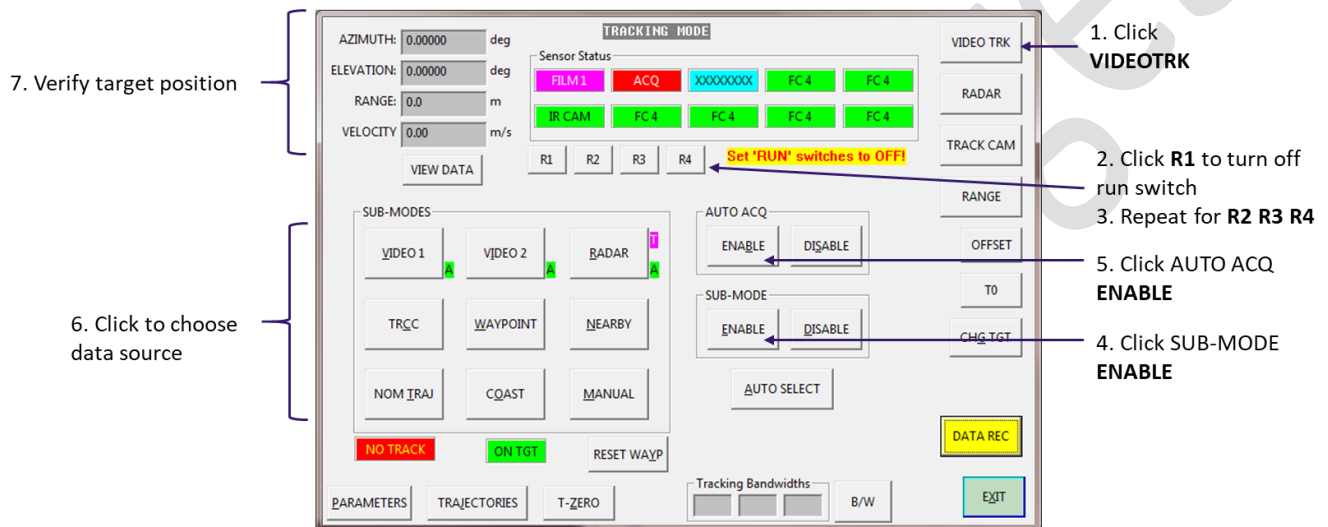 TRACKING MODE
AZIMUTH: 0.00000 deg
ELEVATION: 0.00000 deg
RANGE: 0.0 m
VELOCITY 0.00 m/s
VIEW DATA
Sensor Status
FILM 1 ACQ XXXXXXXX FC 4 FC 4
IR CAM FC 4 FC 4 FC 4 FC 4
R1 R2 R3 R4 Set 'RUN' switches to OFF!
VIDEO TRK
RADAR
TRACK CAM
RANGE
OFFSET
T0
CHG TGT
DATA REC
EXIT
SUB-MODES
VIDEO 1 A VIDEO 2 A RADAR T A
TRCC WAYPOINT NEARBY
NOM TRAJ COAST MANUAL
AUTO ACQ
ENABLE DISABLE
SUB-MODE
ENABLE DISABLE
AUTO SELECT
NO TRACK ON TGT RESET WAYP
PARAMETERS TRAJECTORIES T-ZERO
Tracking Bandwidths
B/W
1. Click
VIDEOTRK
2. Click R1 to turn off
run switch
3. Repeat for R2 R3 R4
5. Click AUTO ACQ
ENABLE
4. Click SUB-MODE
ENABLE
7. Verify target position
6. Click to choose
data source